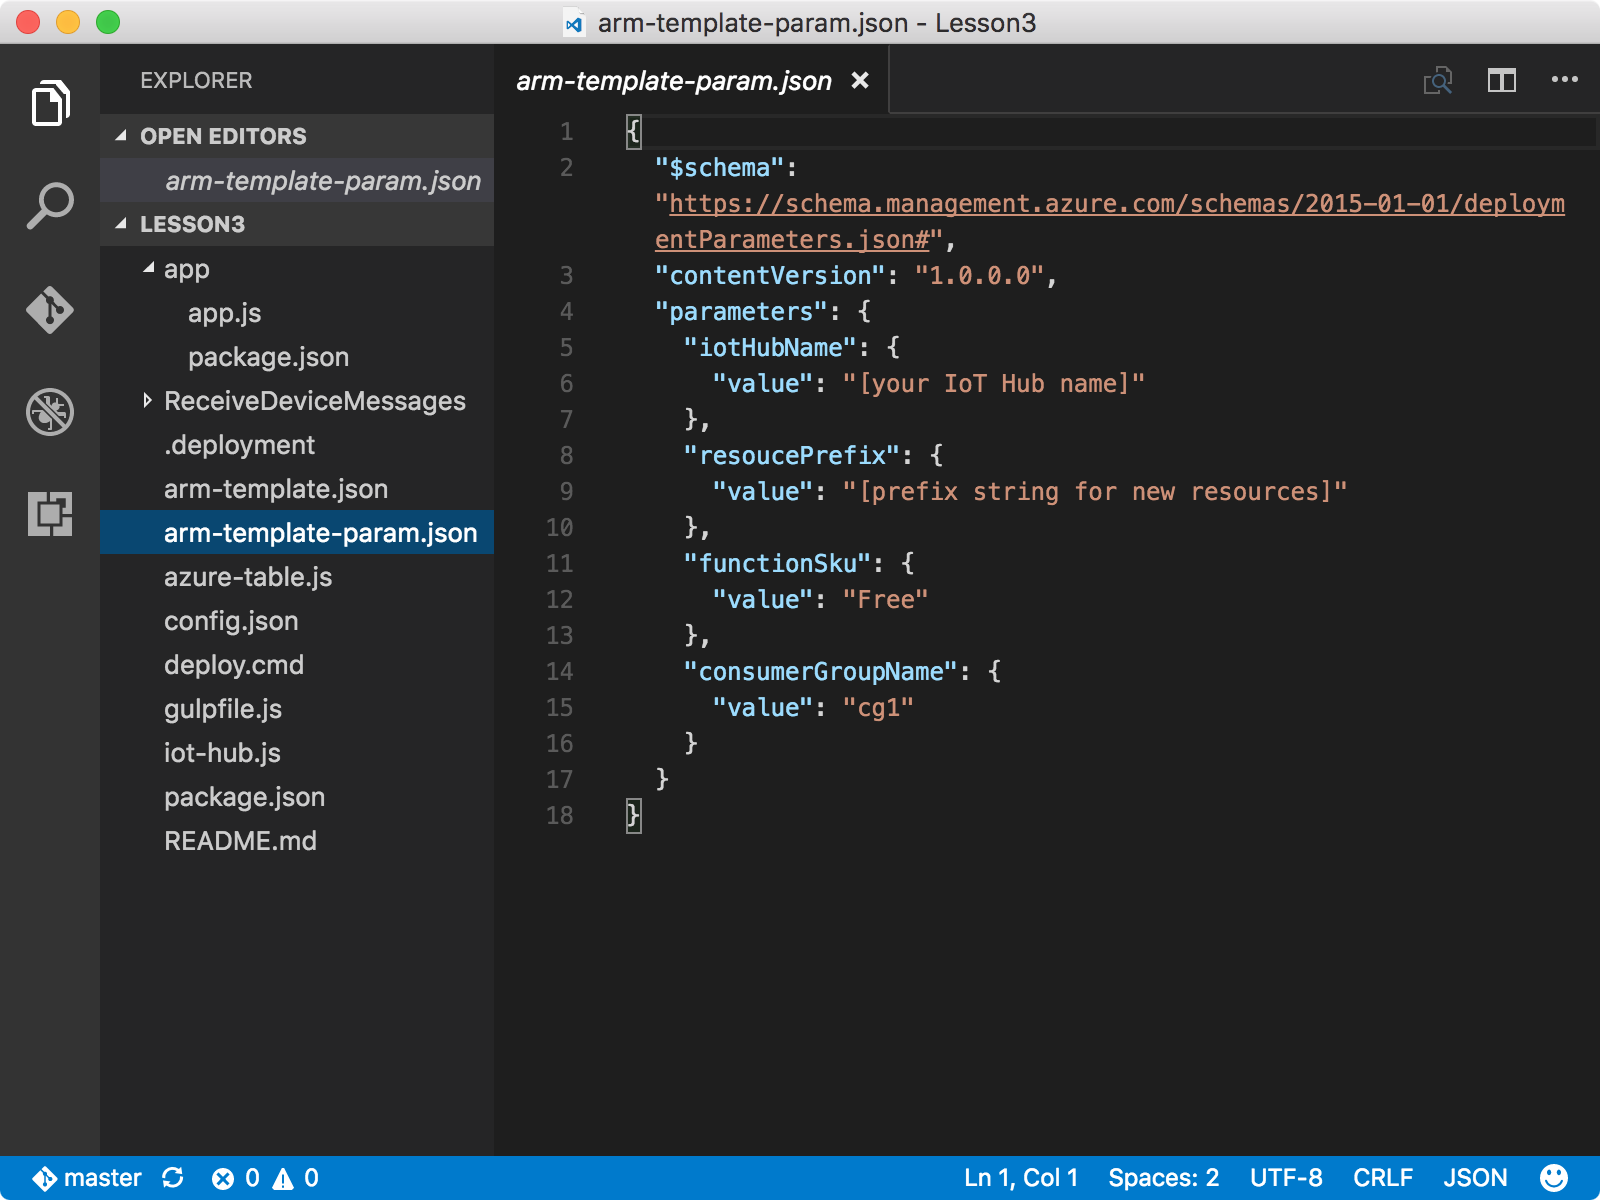 arm-template-param.json - Lesson3
EXPLORER
OPEN EDITORS
arm-template-param.json
LESSON3
app
app.js
package.json
ReceiveDeviceMessages
.deployment
arm-template.json
arm-template-param.json
azure-table.js
config.json
deploy.cmd
gulpfile.js
iot-hub.js
package.json
README.md
arm-template-param.json
1 {
2 "$schema":
"https://schema.management.azure.com/schemas/2015-01-01/deploym
entParameters.json#",
3 "contentVersion": "1.0.0.0",
4 "parameters": {
5 "iotHubName": {
6 "value": "[your IoT Hub name]"
7 },
8 "resoucePrefix": {
9 "value": "[prefix string for new resources]"
10 },
11 "functionSku": {
12 "value": "Free"
13 },
14 "consumerGroupName": {
15 "value": "cg1"
16 }
17 }
18 }
master 0 0 Ln 1, Col 1 Spaces: 2 UTF-8 CRLF JSON